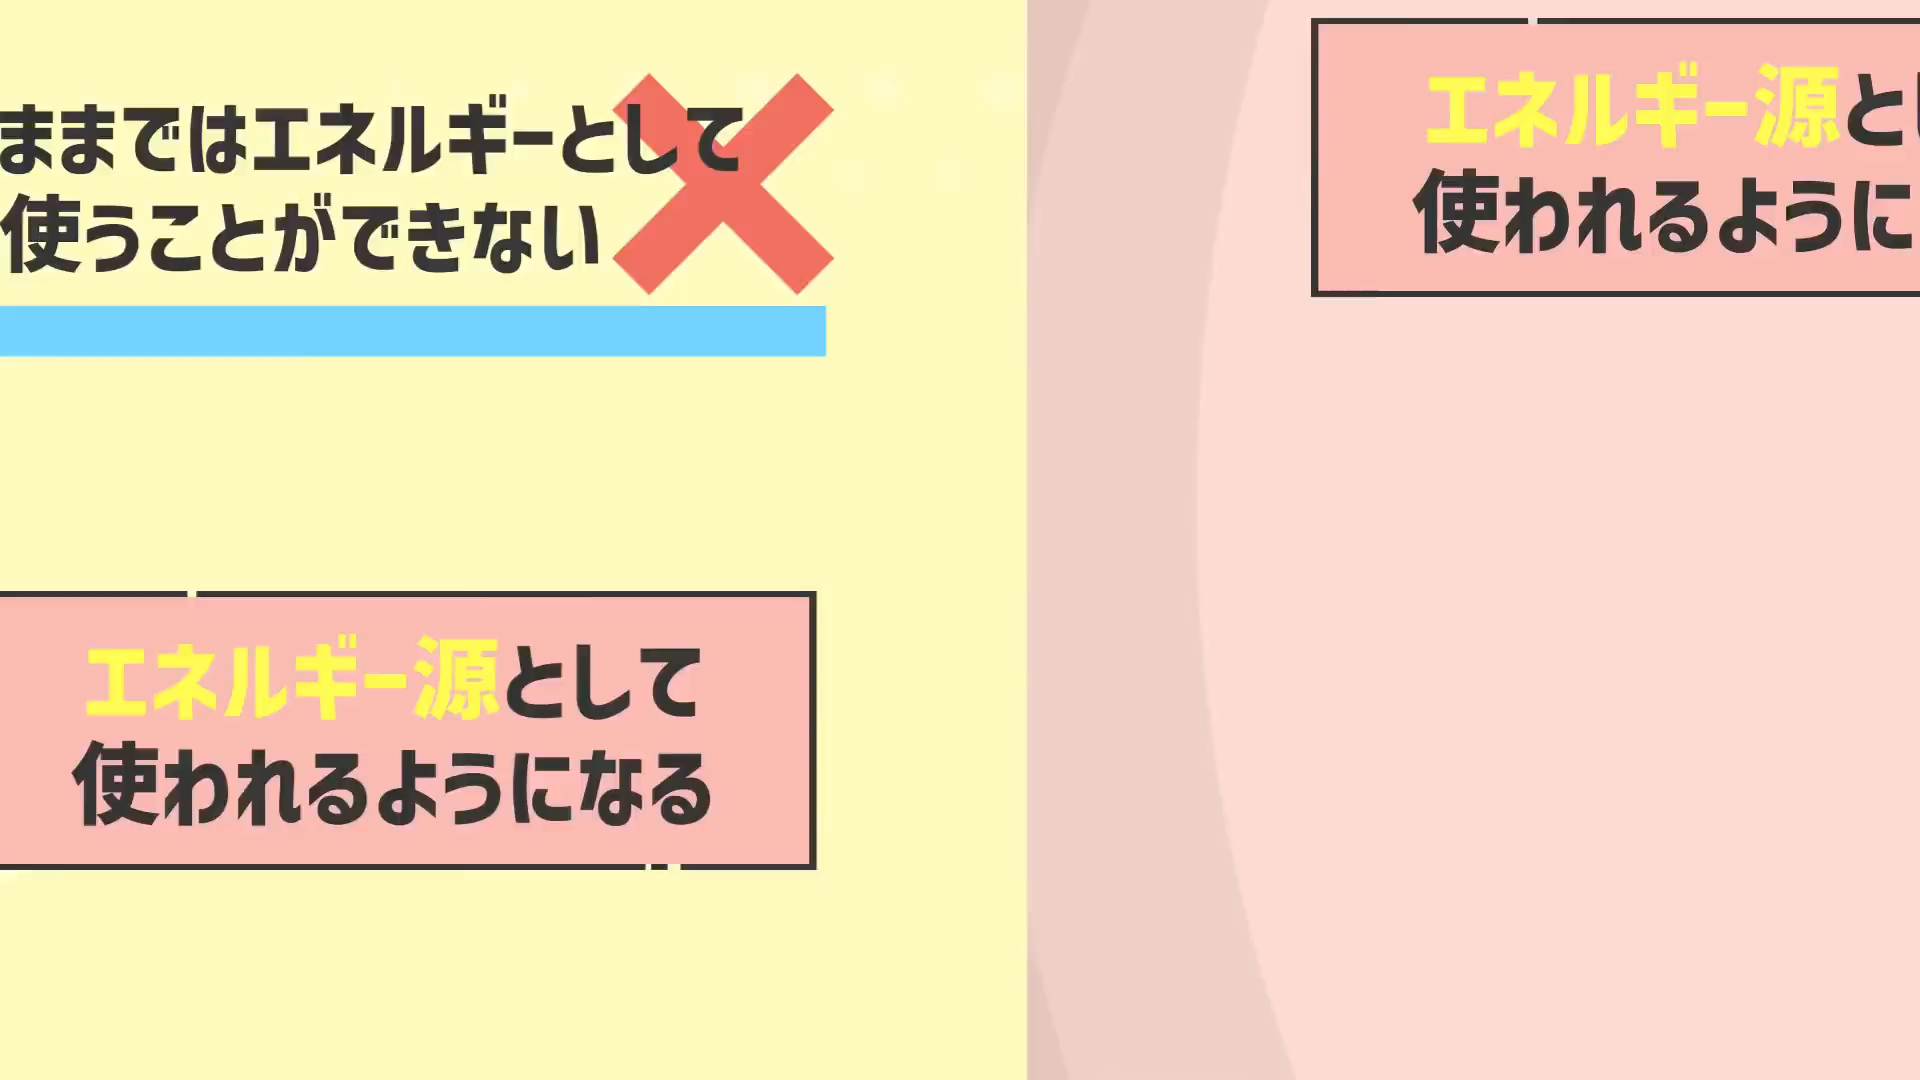 ままではエネルギーとして
使うことができない
エネルギー源として
使われるようになる
エネルギー源と
使われるように